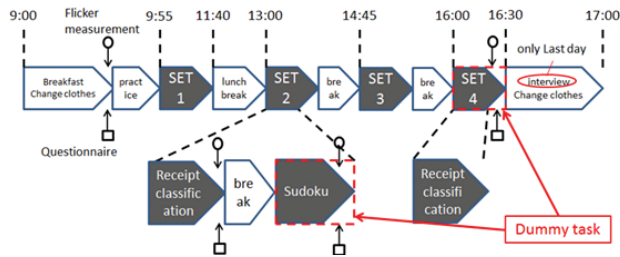 9:00
9:55
11:40
13:00
14:45
16:00
16:30
17:00
Flicker
measurement
only Last day
Breakfast
Change clothes
pract
ice
SET
1
lunch
break
SET
2
bre
ak
SET
3
bre
ak
SET
4
interview
Change clothes
Questionnaire
Receipt
classific
ation
bre
ak
Sudoku
Receipt
classifi
cation
Dummy task